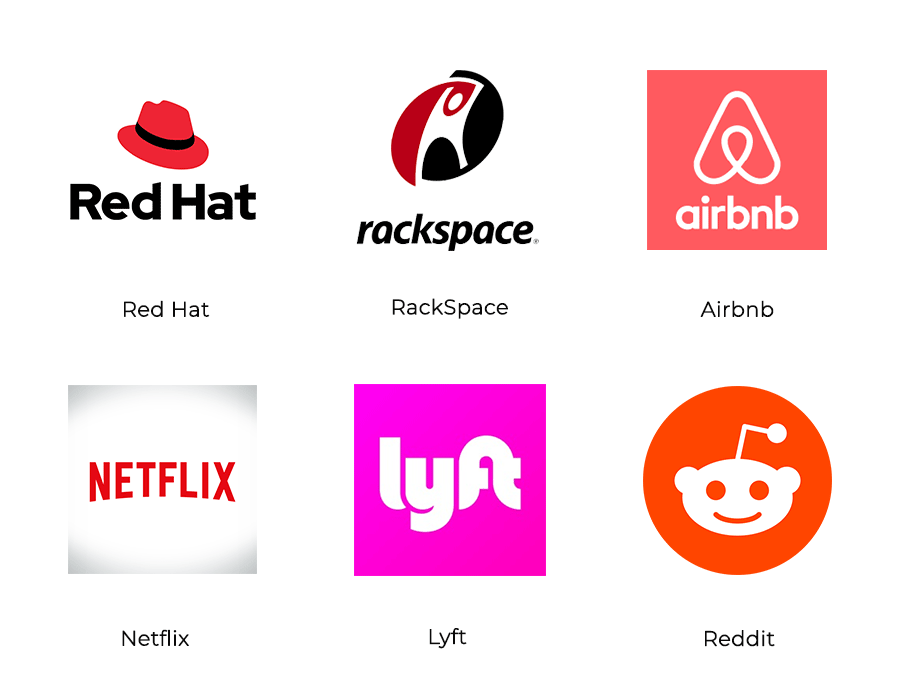 Red Hat
rackspace®
airbnb
Red Hat
RackSpace
Airbnb
NETFLIX
lyft
Netflix
Lyft
Reddit